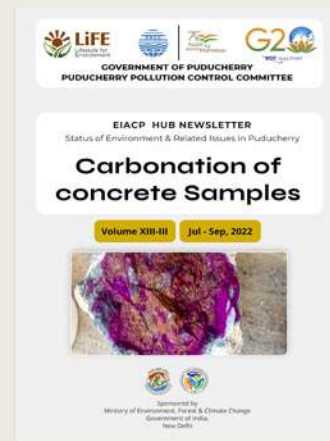 LiFE
Lifestyle for
Environment
G20
GOVERNMENT OF PUDUCHERRY
PUDUCHERRY POLLUTION CONTROL COMMITTEE
EIACP HUB NEWSLETTER
Status of Environment & Related Issues in Puducherry
Carbonation of
concrete Samples
Volume XIII-III
Jul - Sep, 2022
Sponsored by
Ministry of Environment, Forest & Climate Change
Government of India,
New Delhi